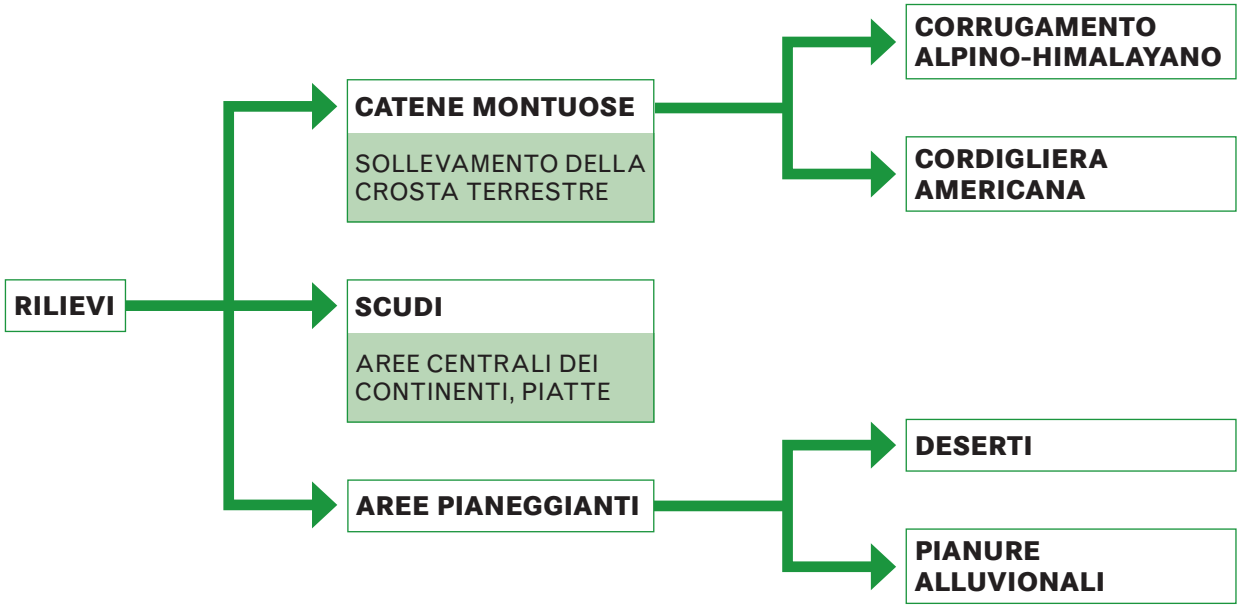 RILIEVI
CATENE MONTUOSE
SOLLEVAMENTO DELLA
CROSTA TERRESTRE
CORRUGAMENTO
ALPINO-HIMALAYANO
CORDIGLIERA
AMERICANA
SCUDI
AREE CENTRALI DEI
CONTINENTI, PIATTE
AREE PIANEGGIANTI
DESERTI
PIANURE
ALLUVIONALI